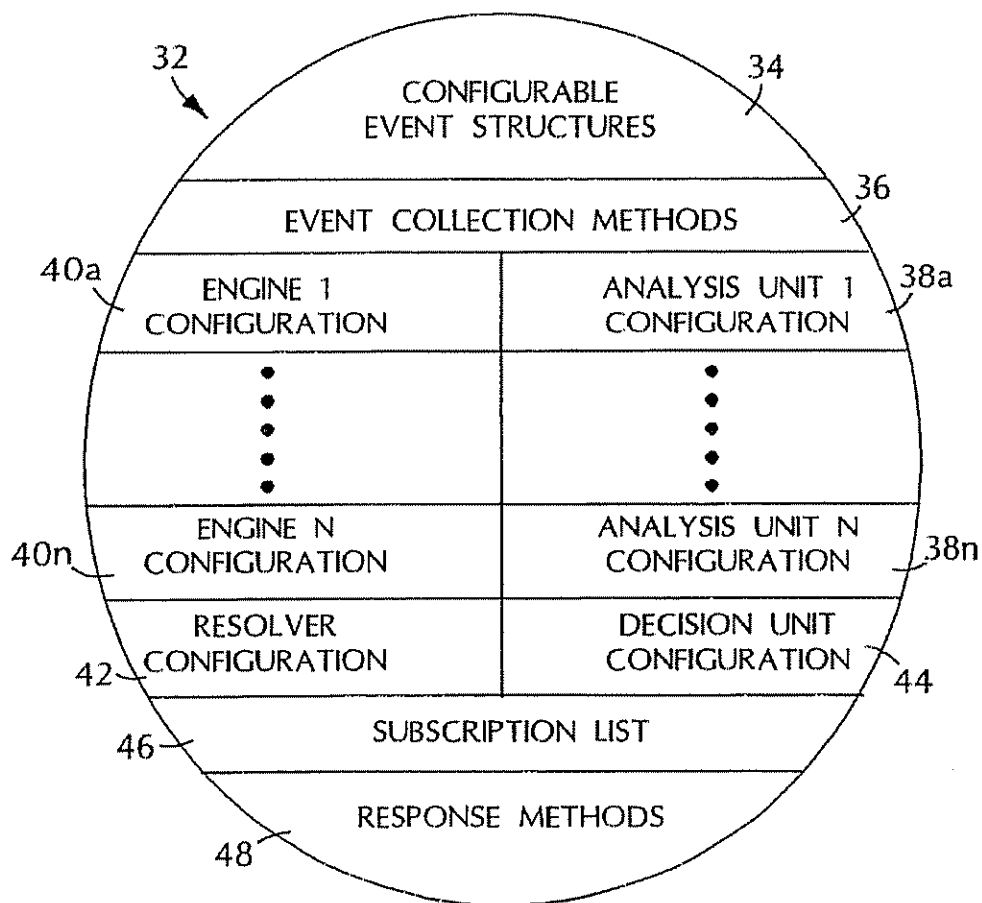 32
34
CONFIGURABLE
EVENT STRUCTURES
36
EVENT COLLECTION METHODS
40a
ENGINE 1
CONFIGURATION
ANALYSIS UNIT 1
CONFIGURATION
38a
40n
ENGINE N
CONFIGURATION
ANALYSIS UNIT N
CONFIGURATION
38n
42
RESOLVER
CONFIGURATION
DECISION UNIT
CONFIGURATION
44
46
SUBSCRIPTION LIST
48
RESPONSE METHODS